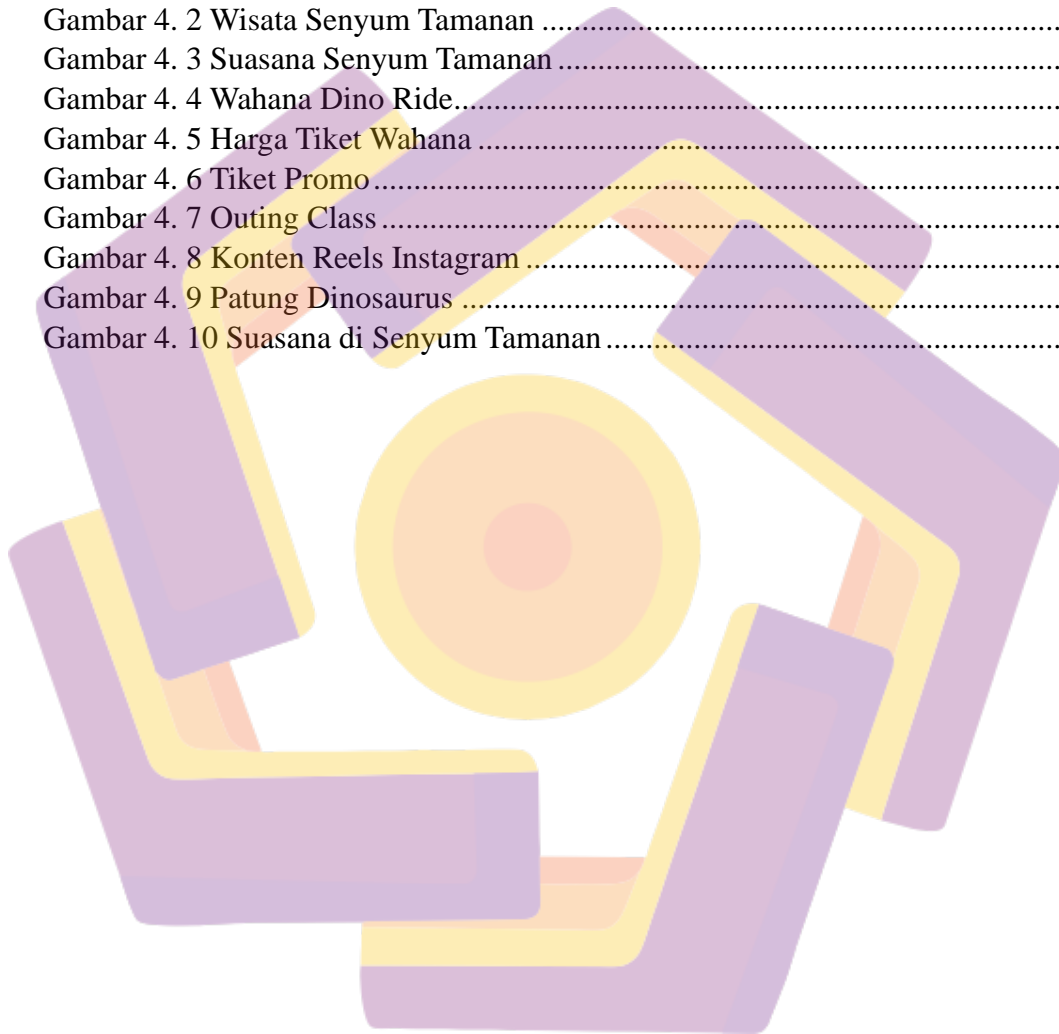 Gambar 4. 2 Wisata Senyum Tamanan ....................................................................
Gambar 4. 3 Suasana Senyum Tamanan ..................................................................
Gambar 4. 4 Wahana Dino Ride................................................................................
Gambar 4. 5 Harga Tiket Wahana .............................................................................
Gambar 4. 6 Tiket Promo ..........................................................................................
Gambar 4. 7 Outing Class .........................................................................................
Gambar 4. 8 Konten Reels Instagram .......................................................................
Gambar 4. 9 Patung Dinosaurus ................................................................................
Gambar 4. 10 Suasana di Senyum Tamanan .............................................................